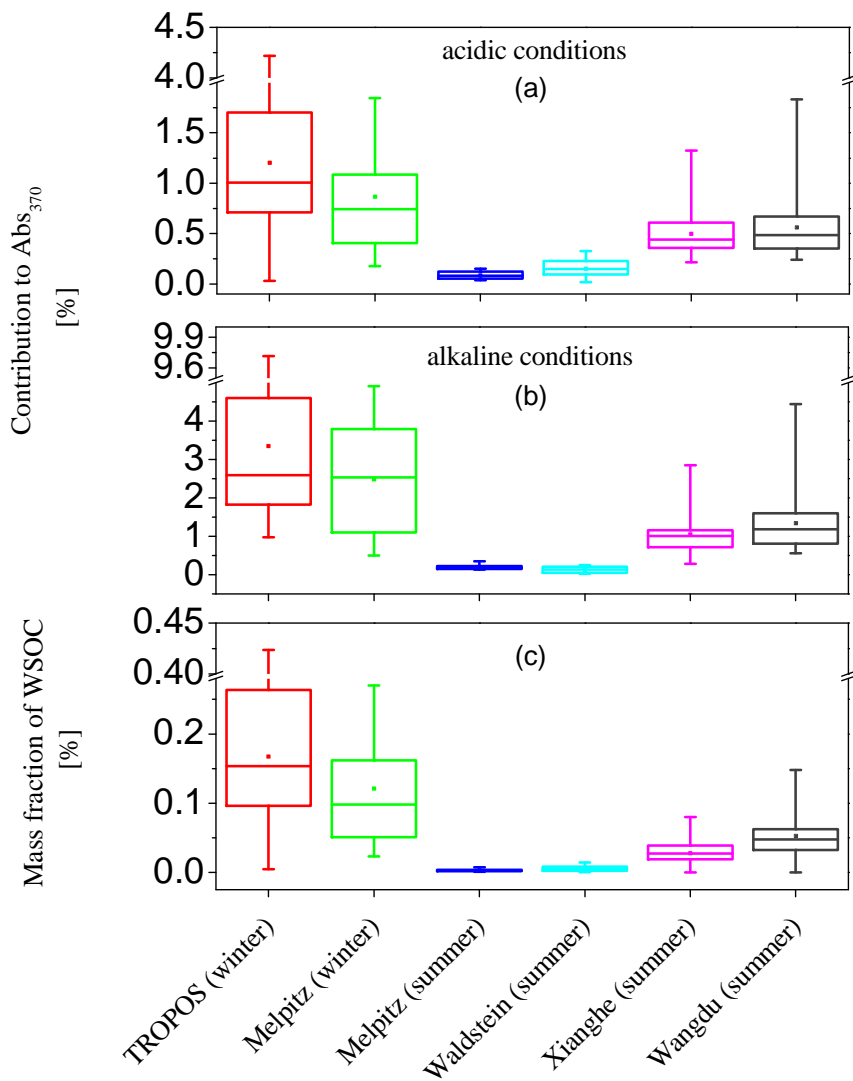 acidic conditions
(a)
4.5
4.0
1.5
1.0
0.5
0.0
Contribution to Abs370
[%]
alkaline conditions
(b)
9.9
9.6
4
3
2
1
0
(c)
0.45
0.40
0.2
0.1
0.0
Mass fraction of WSOC
[%]
TROPOS (winter)
Melpitz (winter)
Melpitz (summer)
Waldstein (summer)
Xianghe (summer)
Wangdu (summer)